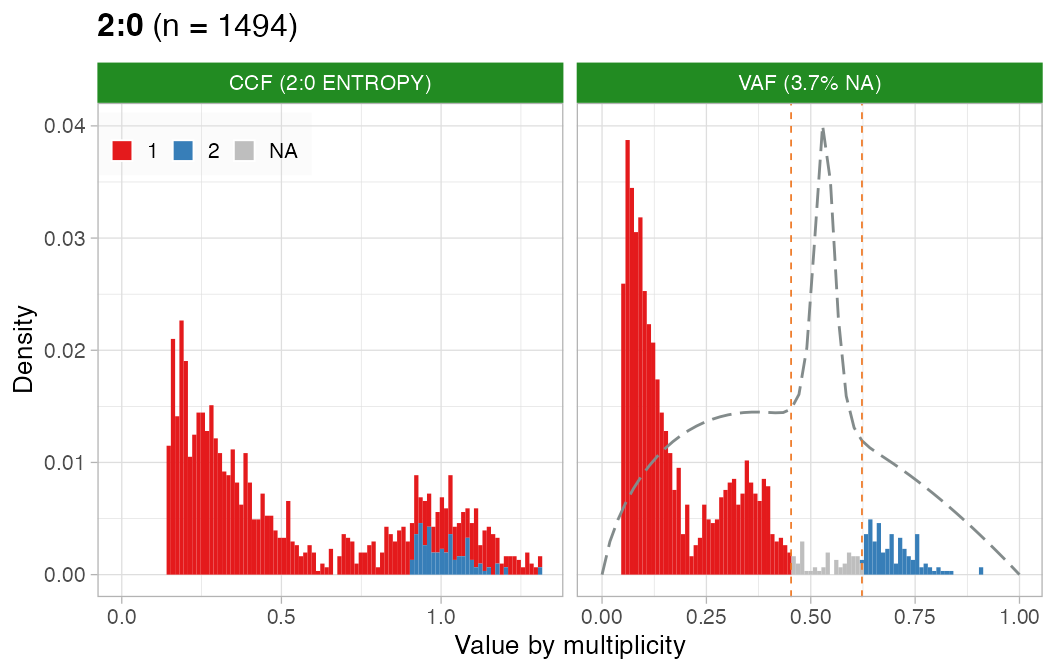 2:0 (n = 1494)
CCF (2:0 ENTROPY)
VAF (3.7% NA)
1 2 NA
0.04
0.03
0.02
0.01
0.00
Density
0.0 0.5 1.0
0.00 0.25 0.50 0.75 1.00
Value by multiplicity